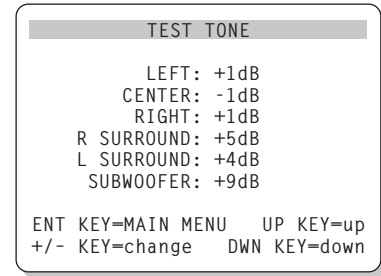 TEST TONE
LEFT: +1dB
CENTER: -1dB
RIGHT: +1dB
R SURROUND: +5dB
L SURROUND: +4dB
SUBWOOFER: +9dB
ENT KEY=MAIN MENU UP KEY=up
+/- KEY=change DWN KEY=down